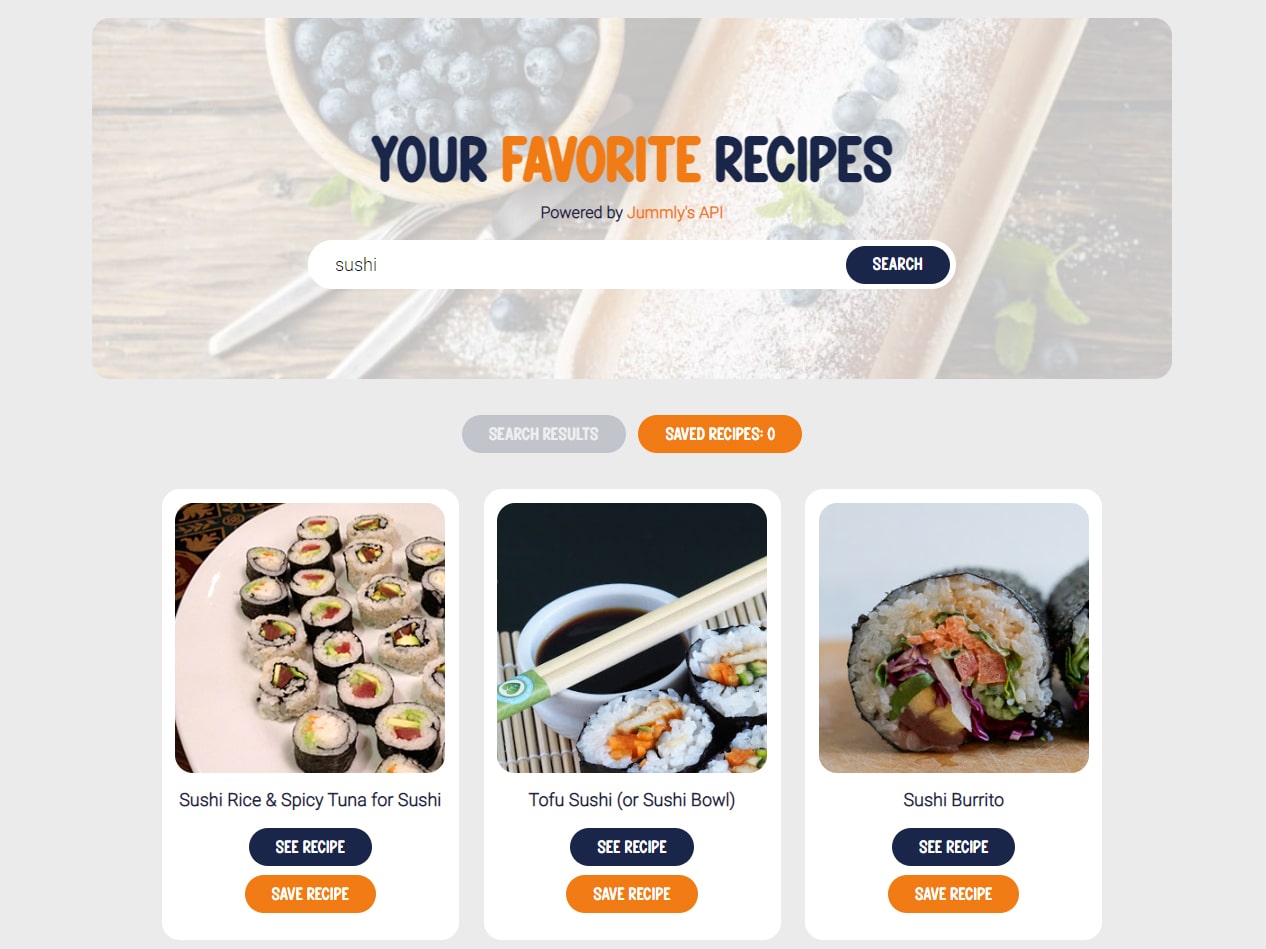 YOUR FAVORITE RECIPES
Powered by Jummly's API
sushi
SEARCH
SEARCH RESULTS
SAVED RECIPES: 0
Sushi Rice & Spicy Tuna for Sushi
SEE RECIPE
SAVE RECIPE
Tofu Sushi (or Sushi Bowl)
SEE RECIPE
SAVE RECIPE
Sushi Burrito
SEE RECIPE
SAVE RECIPE